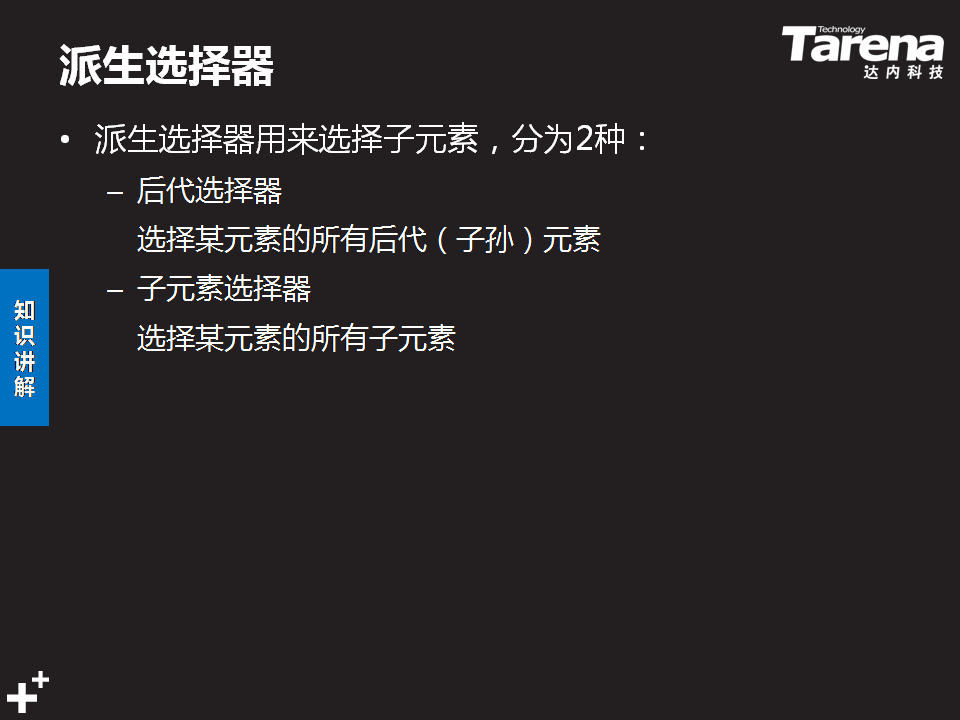 派生选择器
Technology
Tarena
达内科技
• 派生选择器用来选择子元素，分为2种：
– 后代选择器
选择某元素的所有后代（子孙）元素
– 子元素选择器
选择某元素的所有子元素
知识讲解